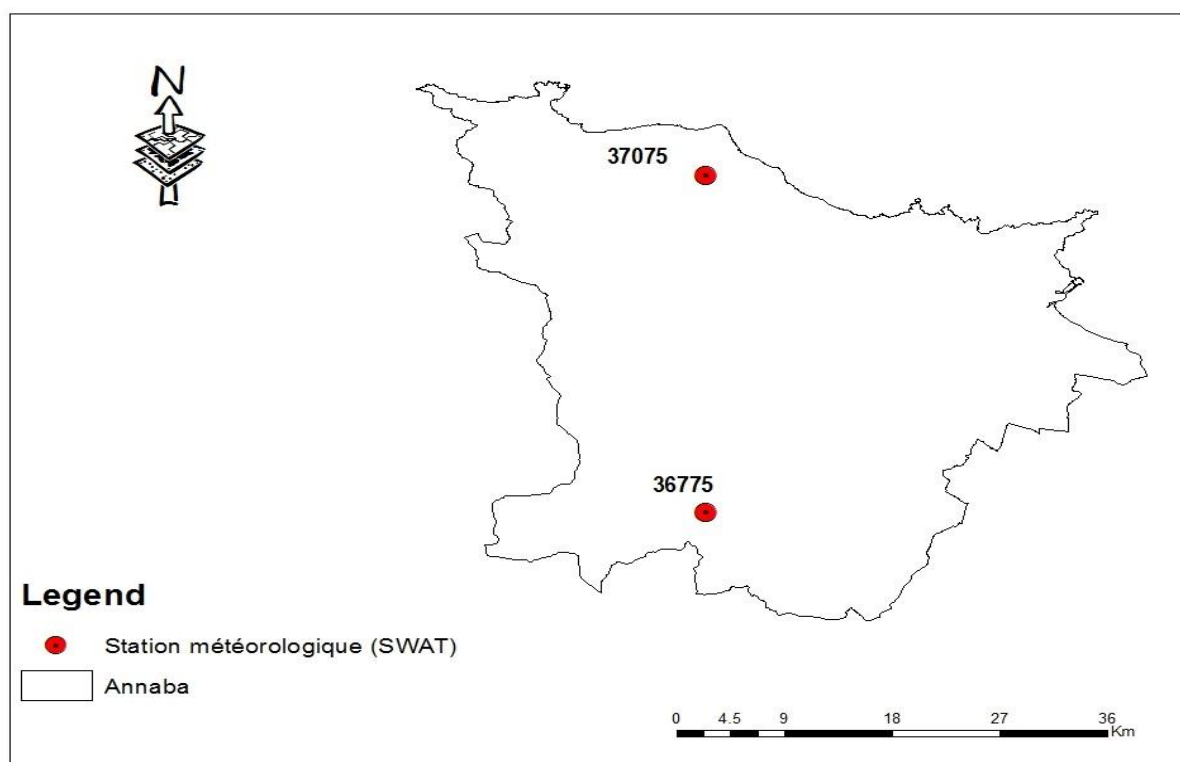 N
37075
36775
Legend
Station météorologique (SWAT)
Annaba
0 4.5 9 18 27 36
Km